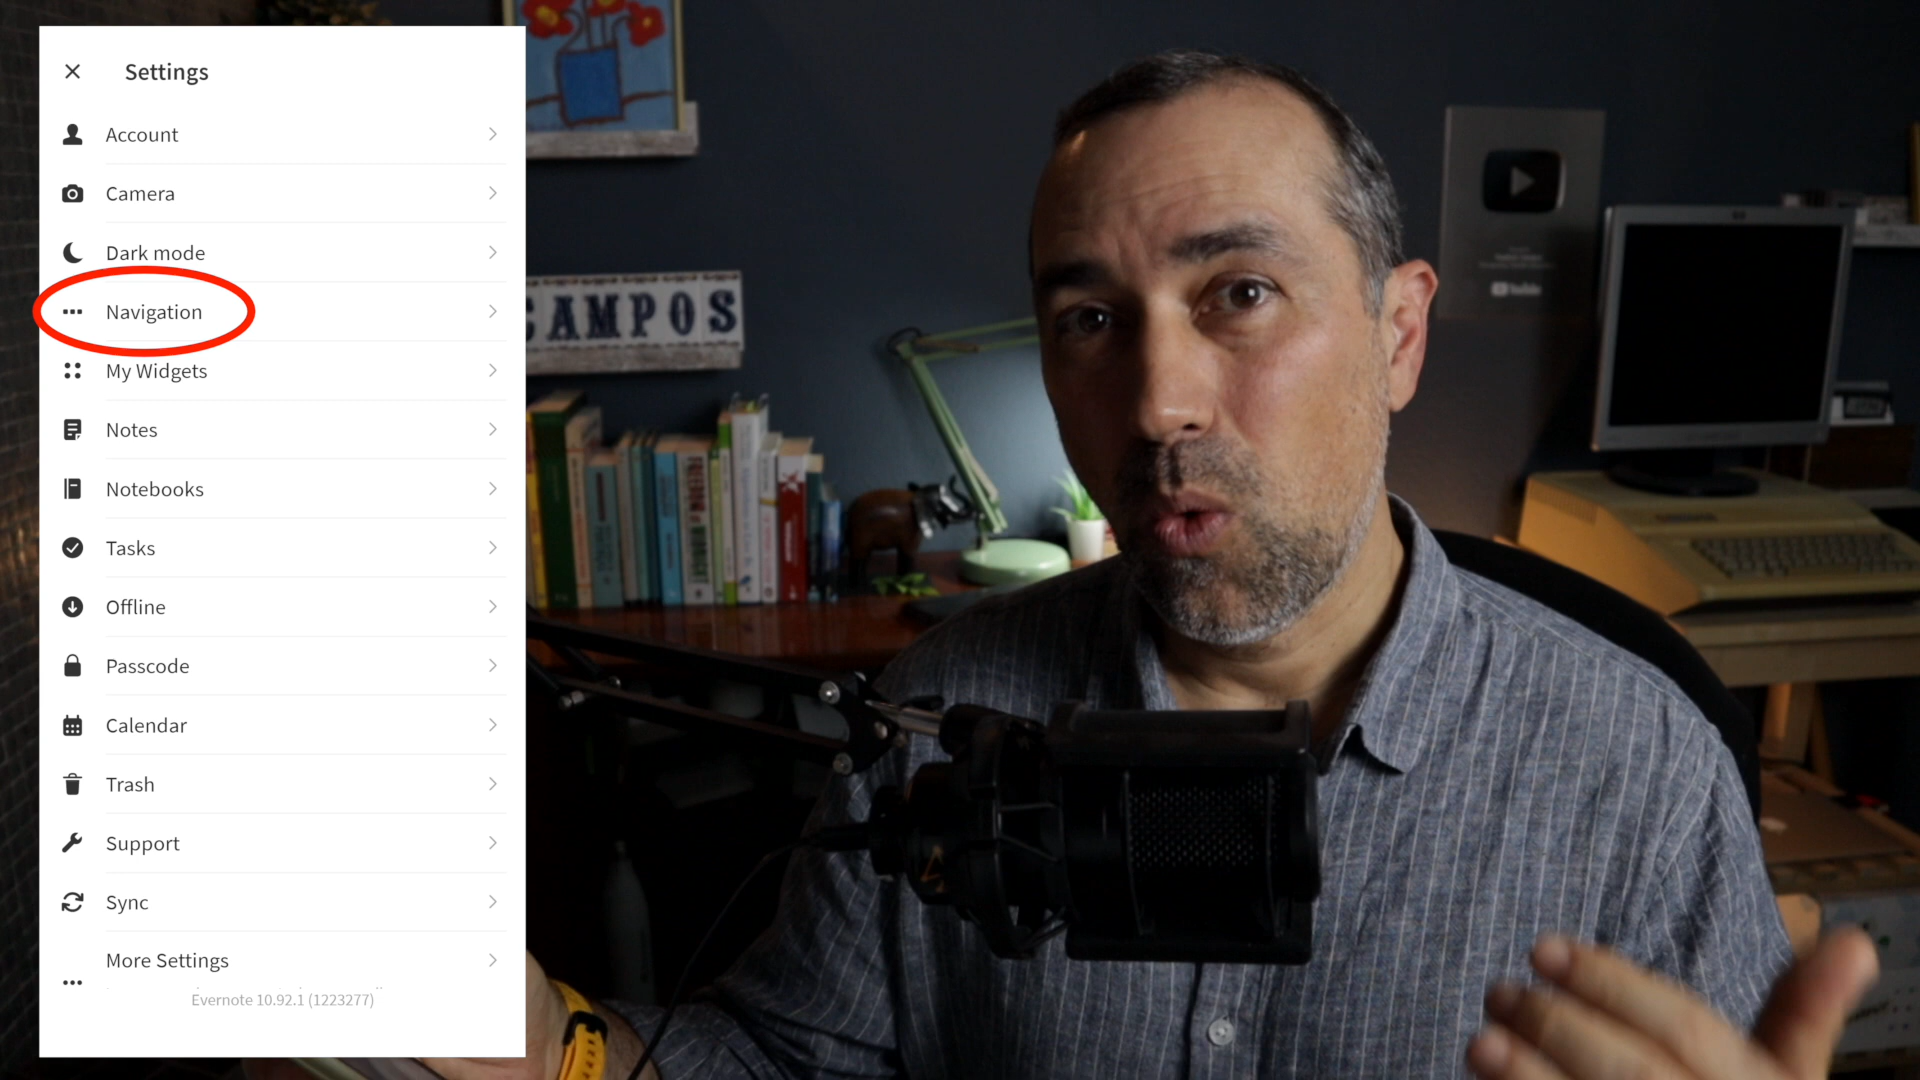 Settings
Account
Camera
Dark mode
Navigation
My Widgets
Notes
Notebooks
Tasks
Offline
Passcode
Calendar
Trash
Support
Sync
More Settings
Evernote 10.92.1 (1223277)
CAMPOS
YouTube